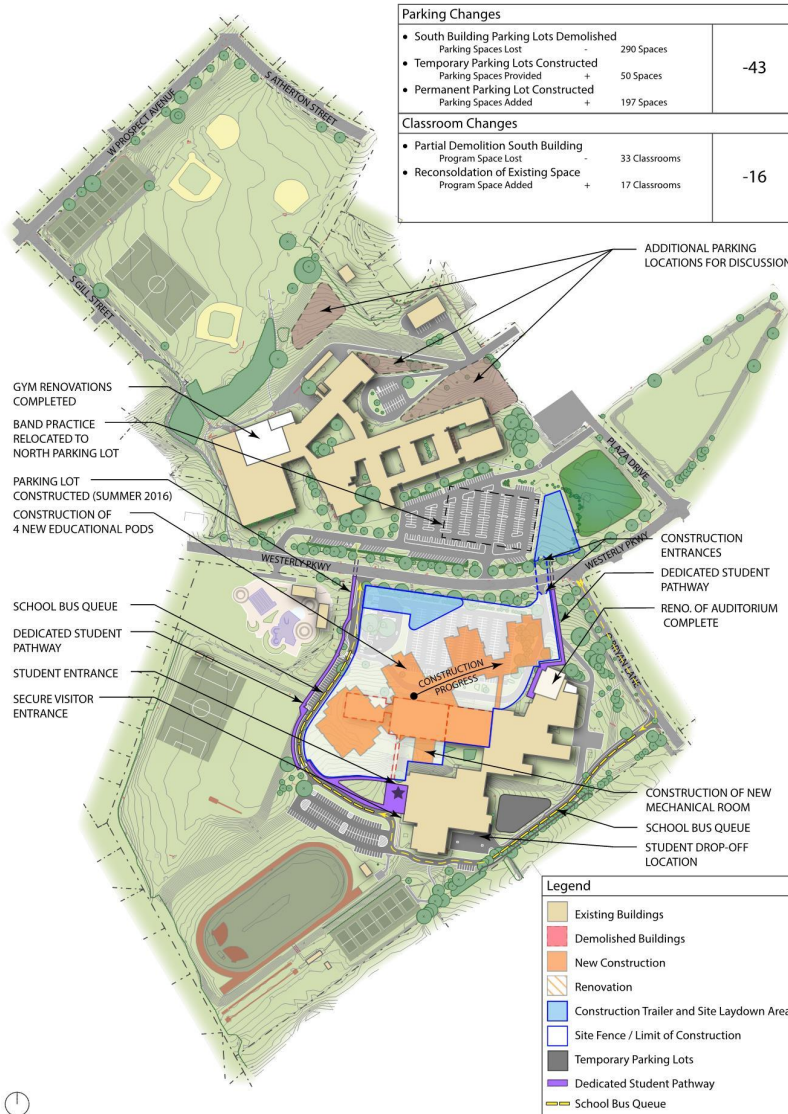 Parking Changes
• South Building Parking Lots Demolished
Parking Spaces Lost - 290 Spaces
• Temporary Parking Lots Constructed
Parking Spaces Provided + 50 Spaces
• Permanent Parking Lot Constructed
Parking Spaces Added + 197 Spaces
-43
Classroom Changes
• Partial Demolition South Building
Program Space Lost - 33 Classrooms
• Reconsoldation of Existing Space
Program Space Added + 17 Classrooms
-16
W PROSPECT AVENUE
S ATHERTON STREET
S GILL STREET
ADDITIONAL PARKING
LOCATIONS FOR DISCUSSION
GYM RENOVATIONS
COMPLETED
BAND PRACTICE
RELOCATED TO
NORTH PARKING LOT
PARKING LOT
CONSTRUCTED (SUMMER 2016)
CONSTRUCTION OF
4 NEW EDUCATIONAL PODS
SCHOOL BUS QUEUE
DEDICATED STUDENT
PATHWAY
STUDENT ENTRANCE
SECURE VISITOR
ENTRANCE
PLAZA DRIVE
WESTERLY PKWY
WESTERLY PKWY
CONSTRUCTION
ENTRANCES
DEDICATED STUDENT
PATHWAY
RENO. OF AUDITORIUM
COMPLETE
LANE
CONSTRUCTION
PROGRESS
CONSTRUCTION OF NEW
MECHANICAL ROOM
SCHOOL BUS QUEUE
STUDENT DROP-OFF
LOCATION
Legend
Existing Buildings
Demolished Buildings
New Construction
Renovation
Construction Trailer and Site Laydown Area
Site Fence / Limit of Construction
Temporary Parking Lots
Dedicated Student Pathway
School Bus Queue